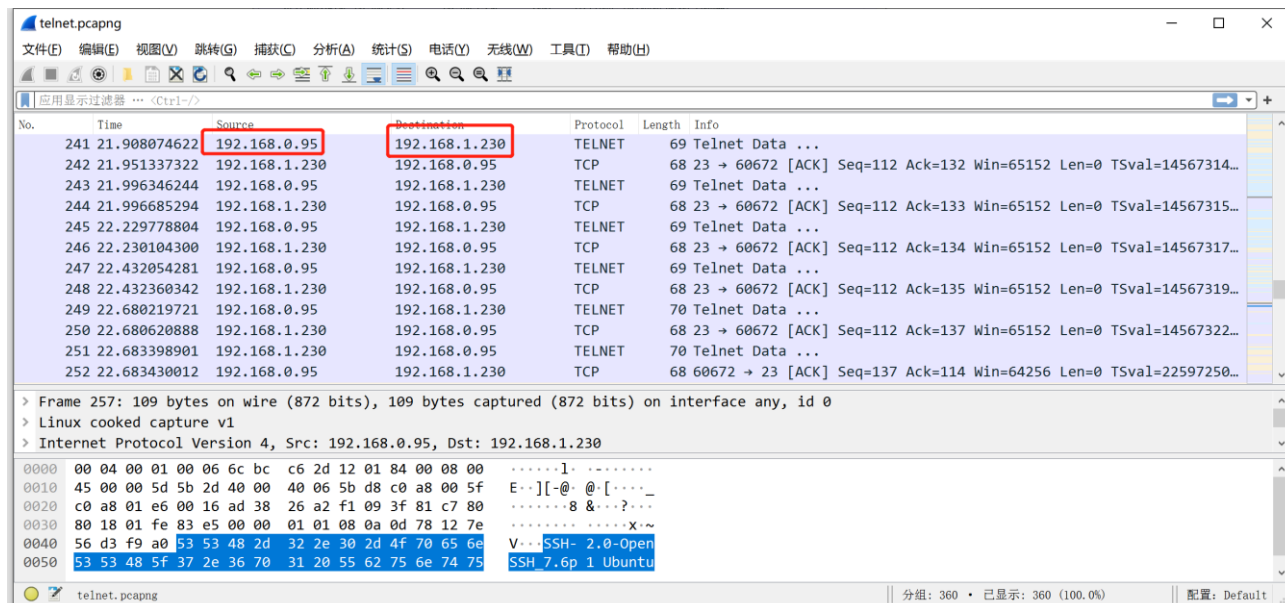 telnet.pcapng
文件(F) 编辑(E) 视图(V) 跳转(G) 捕获(C) 分析(A) 统计(S) 电话(Y) 无线(W) 工具(T) 帮助(H)
应用显示过滤器 … <Ctrl-/>
No. Time Source Destination Protocol Length Info
241 21.908074622 192.168.0.95 192.168.1.230 TELNET 69 Telnet Data ...
242 21.951337322 192.168.1.230 192.168.0.95 TCP 68 23 → 60672 [ACK] Seq=112 Ack=132 Win=65152 Len=0 TSval=14567314…
243 21.996346244 192.168.0.95 192.168.1.230 TELNET 69 Telnet Data ...
244 21.996685294 192.168.1.230 192.168.0.95 TCP 68 23 → 60672 [ACK] Seq=112 Ack=133 Win=65152 Len=0 TSval=14567315…
245 22.229778804 192.168.0.95 192.168.1.230 TELNET 69 Telnet Data ...
246 22.230104300 192.168.1.230 192.168.0.95 TCP 68 23 → 60672 [ACK] Seq=112 Ack=134 Win=65152 Len=0 TSval=14567317…
247 22.432054281 192.168.0.95 192.168.1.230 TELNET 69 Telnet Data ...
248 22.432360342 192.168.1.230 192.168.0.95 TCP 68 23 → 60672 [ACK] Seq=112 Ack=135 Win=65152 Len=0 TSval=14567319…
249 22.680219721 192.168.0.95 192.168.1.230 TELNET 70 Telnet Data ...
250 22.680620888 192.168.1.230 192.168.0.95 TCP 68 23 → 60672 [ACK] Seq=112 Ack=137 Win=65152 Len=0 TSval=14567322…
251 22.683398901 192.168.1.230 192.168.0.95 TELNET 70 Telnet Data ...
252 22.683430012 192.168.0.95 192.168.1.230 TCP 68 60672 → 23 [ACK] Seq=137 Ack=114 Win=64256 Len=0 TSval=22597250…
> Frame 257: 109 bytes on wire (872 bits), 109 bytes captured (872 bits) on interface any, id 0
> Linux cooked capture v1
> Internet Protocol Version 4, Src: 192.168.0.95, Dst: 192.168.1.230
0000 00 04 00 01 00 06 6c bc c6 2d 12 01 84 00 08 00 ······l· ·-······
0010 45 00 00 5d 5b 2d 40 00 40 06 5b d8 c0 a8 00 5f E··][-@· @·[····_
0020 c0 a8 01 e6 00 16 ad 38 26 a2 f1 09 3f 81 c7 80 ·······8 &···?···
0030 80 18 01 fe 83 e5 00 00 01 01 08 0a 0d 78 12 7e ········ ·····x·~
0040 56 d3 f9 a0 53 53 48 2d 32 2e 30 2d 4f 70 65 6e V···SSH- 2.0-Open
0050 53 53 48 5f 37 2e 36 70 31 20 55 62 75 6e 74 75 SSH_7.6p 1 Ubuntu
telnet.pcapng 分组: 360 · 已显示: 360 (100.0%) 配置: Default